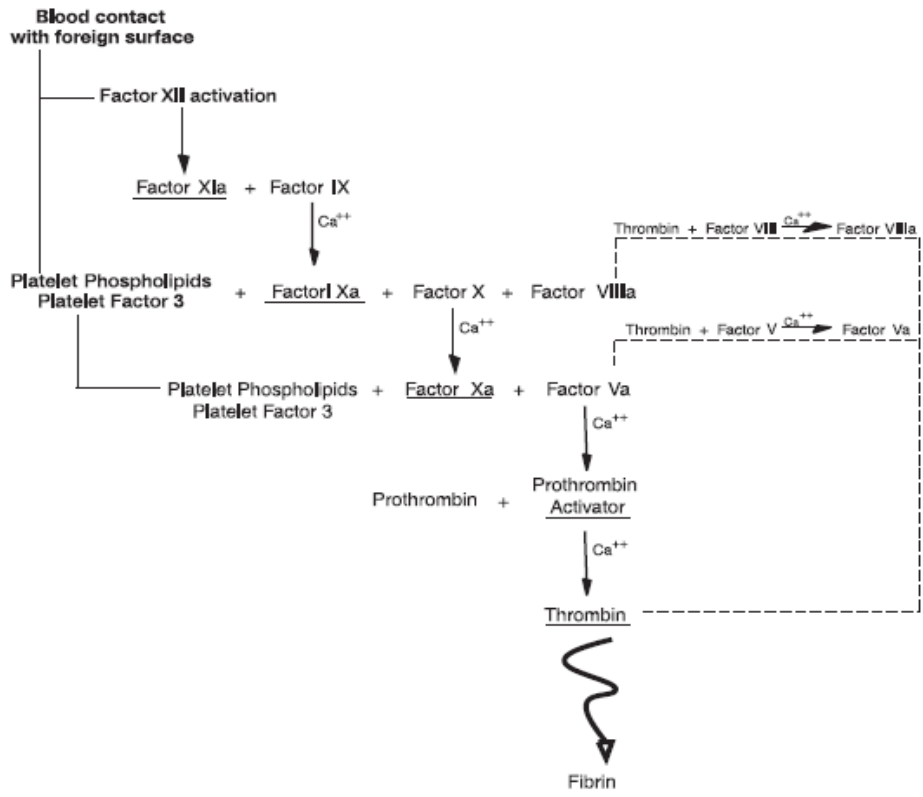 Blood contact
with foreign surface
Factor XII activation
Factor XIa + Factor IX
Ca++
Thrombin + Factor VIII Ca++ Factor VIIIa
Platelet Phospholipids
Platelet Factor 3 + FactorI Xa + Factor X + Factor VIIIa
Ca++
Thrombin + Factor V Ca++ Factor Va
Platelet Phospholipids + Factor Xa + Factor Va
Platelet Factor 3
Ca++
Prothrombin + Prothrombin
Activator
Ca++
Thrombin
Fibrin